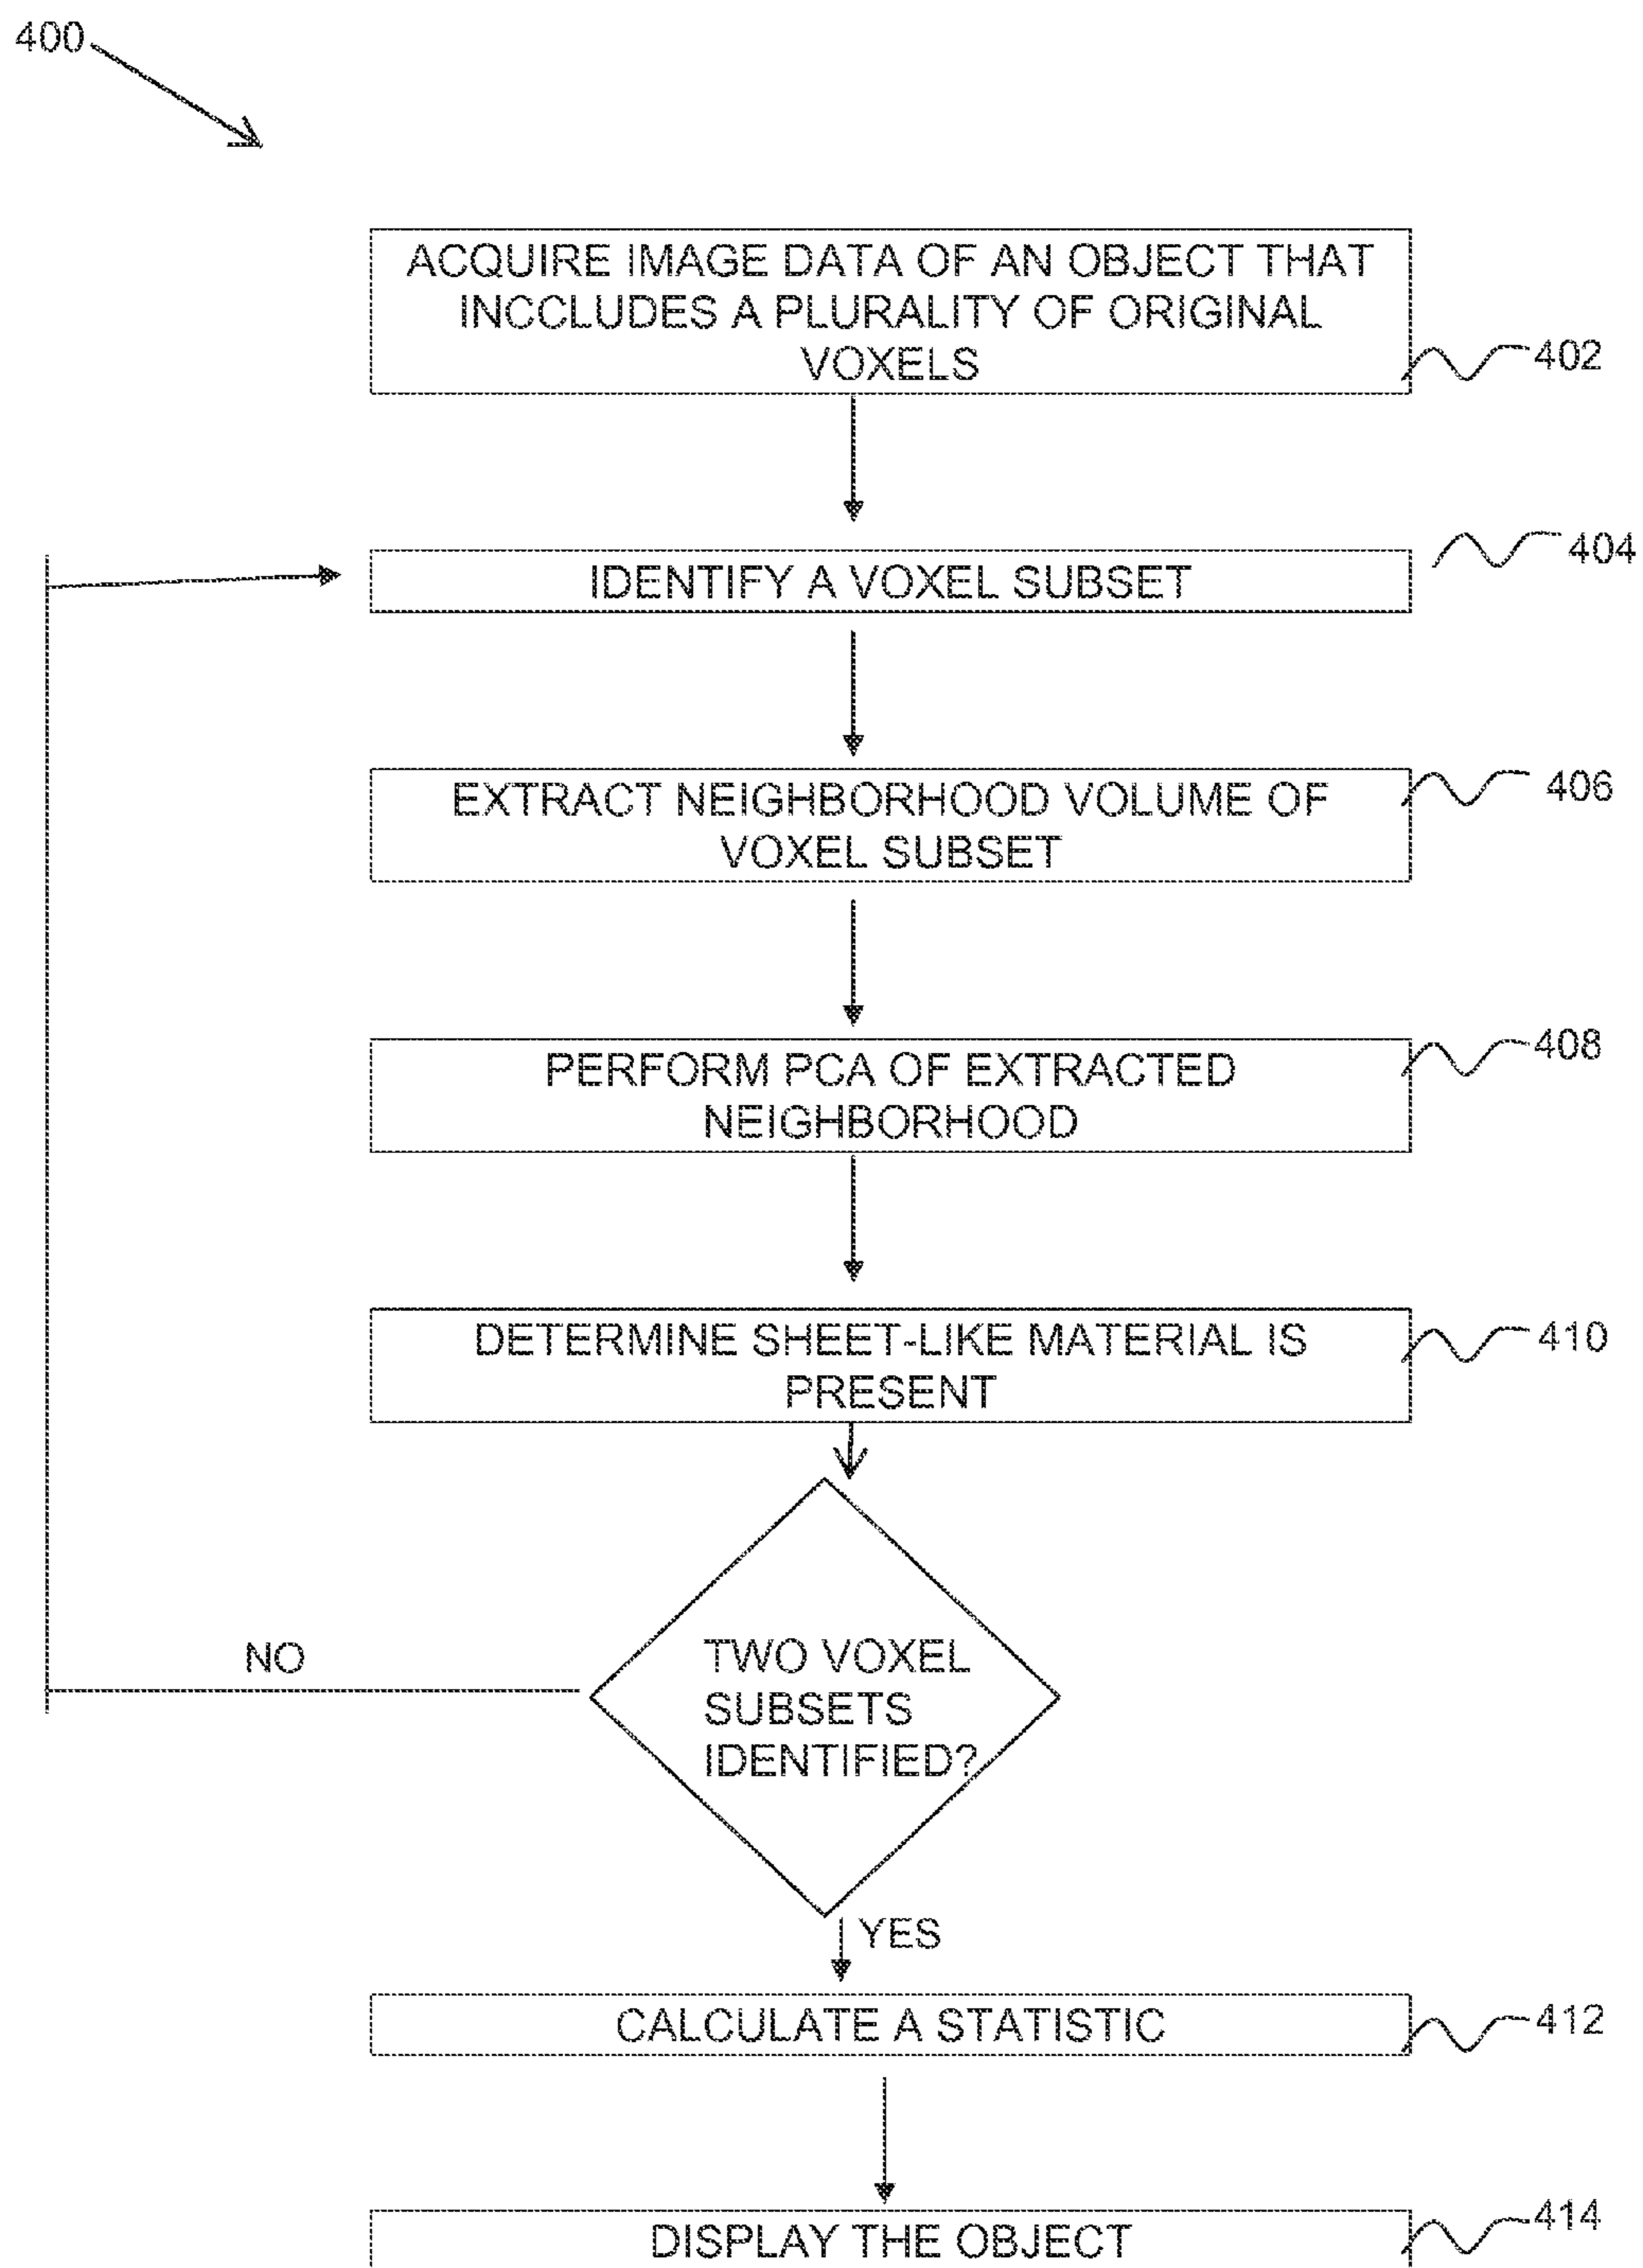 400
ACQUIRE IMAGE DATA OF AN OBJECT THAT
INCCLUDES A PLURALITY OF ORIGINAL
VOXELS
402
404
IDENTIFY A VOXEL SUBSET
EXTRACT NEIGHBORHOOD VOLUME OF
VOXEL SUBSET
406
PERFORM PCA OF EXTRACTED
NEIGHBORHOOD
408
DETERMINE SHEET-LIKE MATERIAL IS
PRESENT
410
TWO VOXEL
SUBSETS
IDENTIFIED?
NO
YES
CALCULATE A STATISTIC
412
DISPLAY THE OBJECT
414